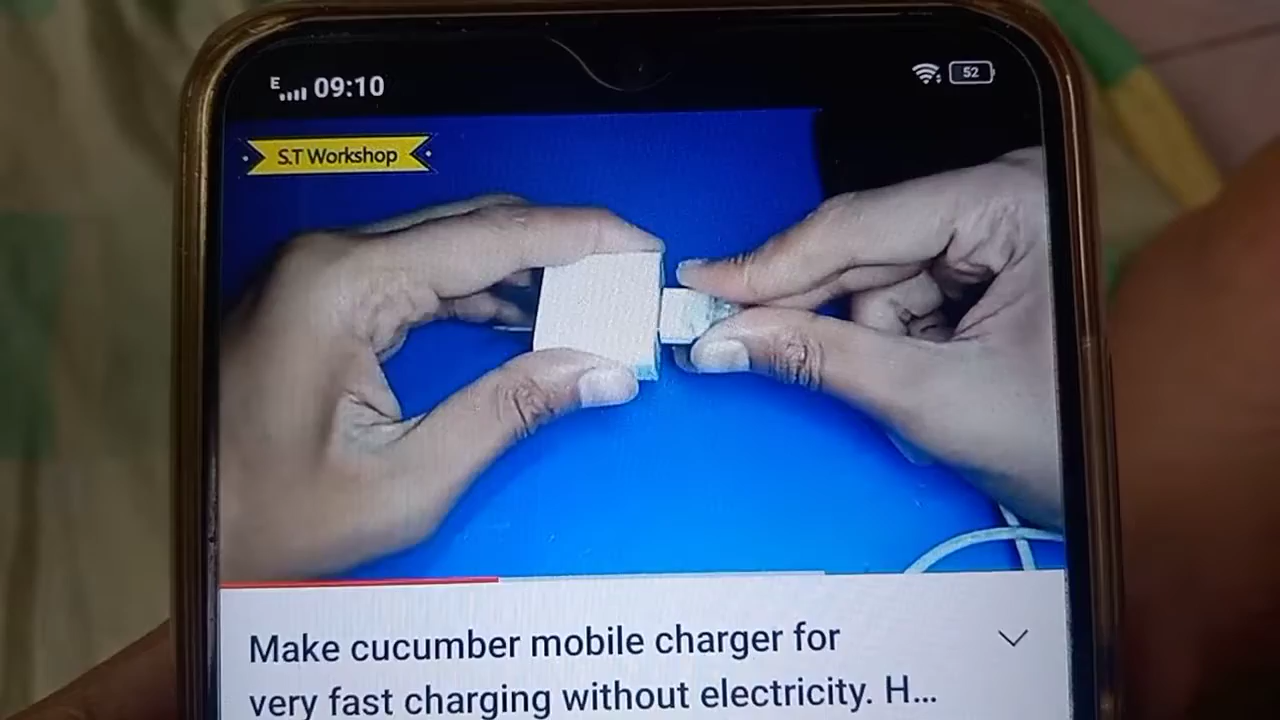 E 09:10 52
S.T Workshop
Make cucumber mobile charger for
very fast charging without electricity. H...